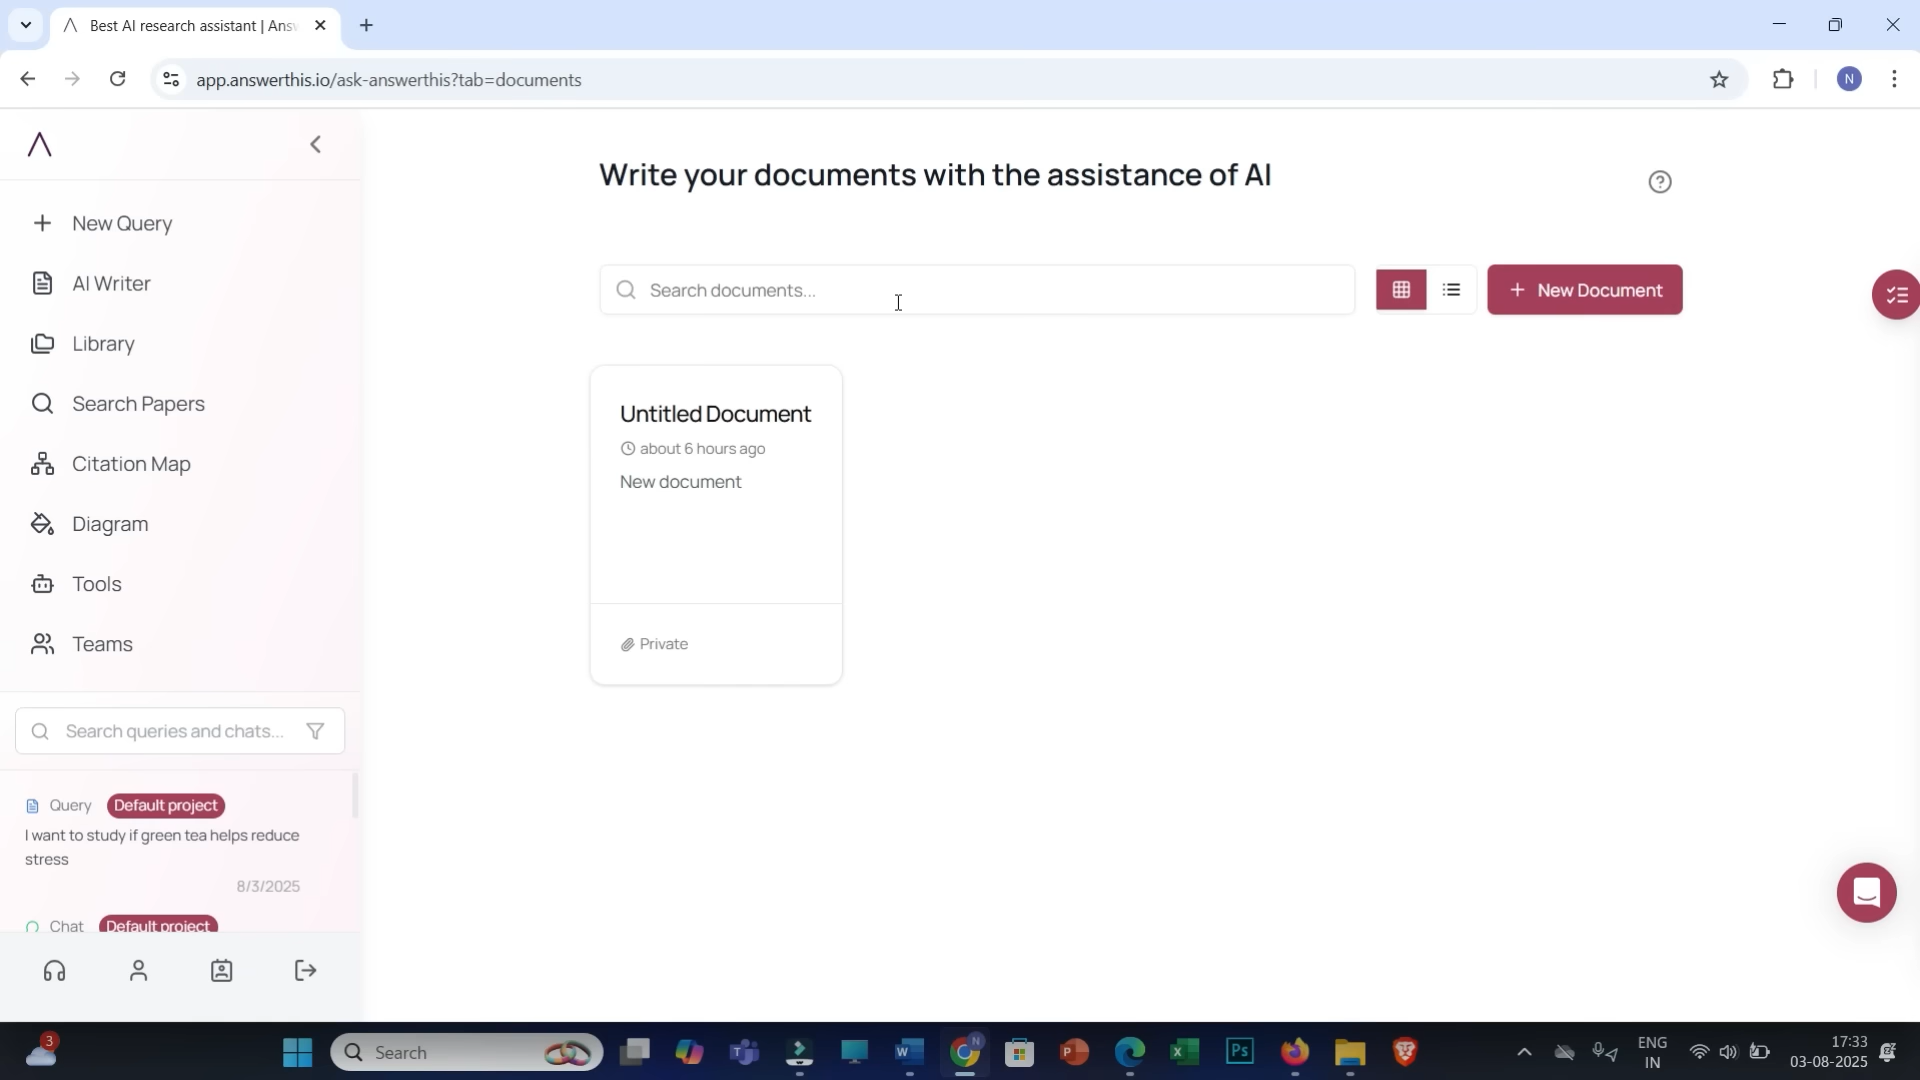 Best AI research assistant | Answ
app.answerthis.io/ask-answerthis?tab=documents
N
New Query
AI Writer
Library
Search Papers
Citation Map
Diagram
Tools
Teams
Search queries and chats...
Query Default project
I want to study if green tea helps reduce
stress
8/3/2025
Chat Default project
Write your documents with the assistance of AI
Search documents...
New Document
Untitled Document
about 6 hours ago
New document
Private
3
Search
ENG
IN
17:33
03-08-2025